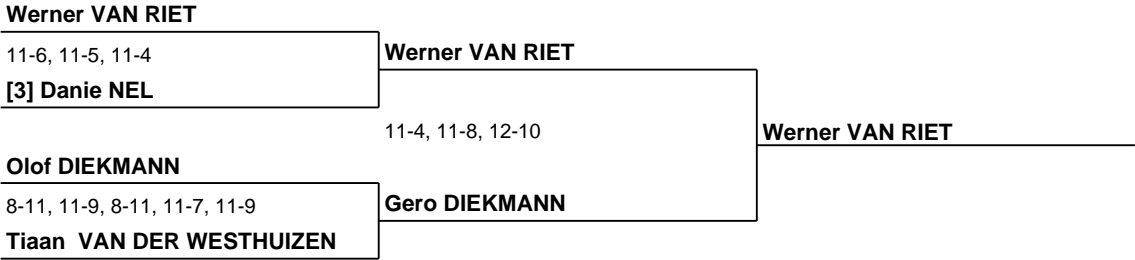 Werner VAN RIET
11-6, 11-5, 11-4
Werner VAN RIET
[3] Danie NEL
11-4, 11-8, 12-10
Werner VAN RIET
Olof DIEKMANN
8-11, 11-9, 8-11, 11-7, 11-9
Gero DIEKMANN
Tiaan  VAN DER WESTHUIZEN